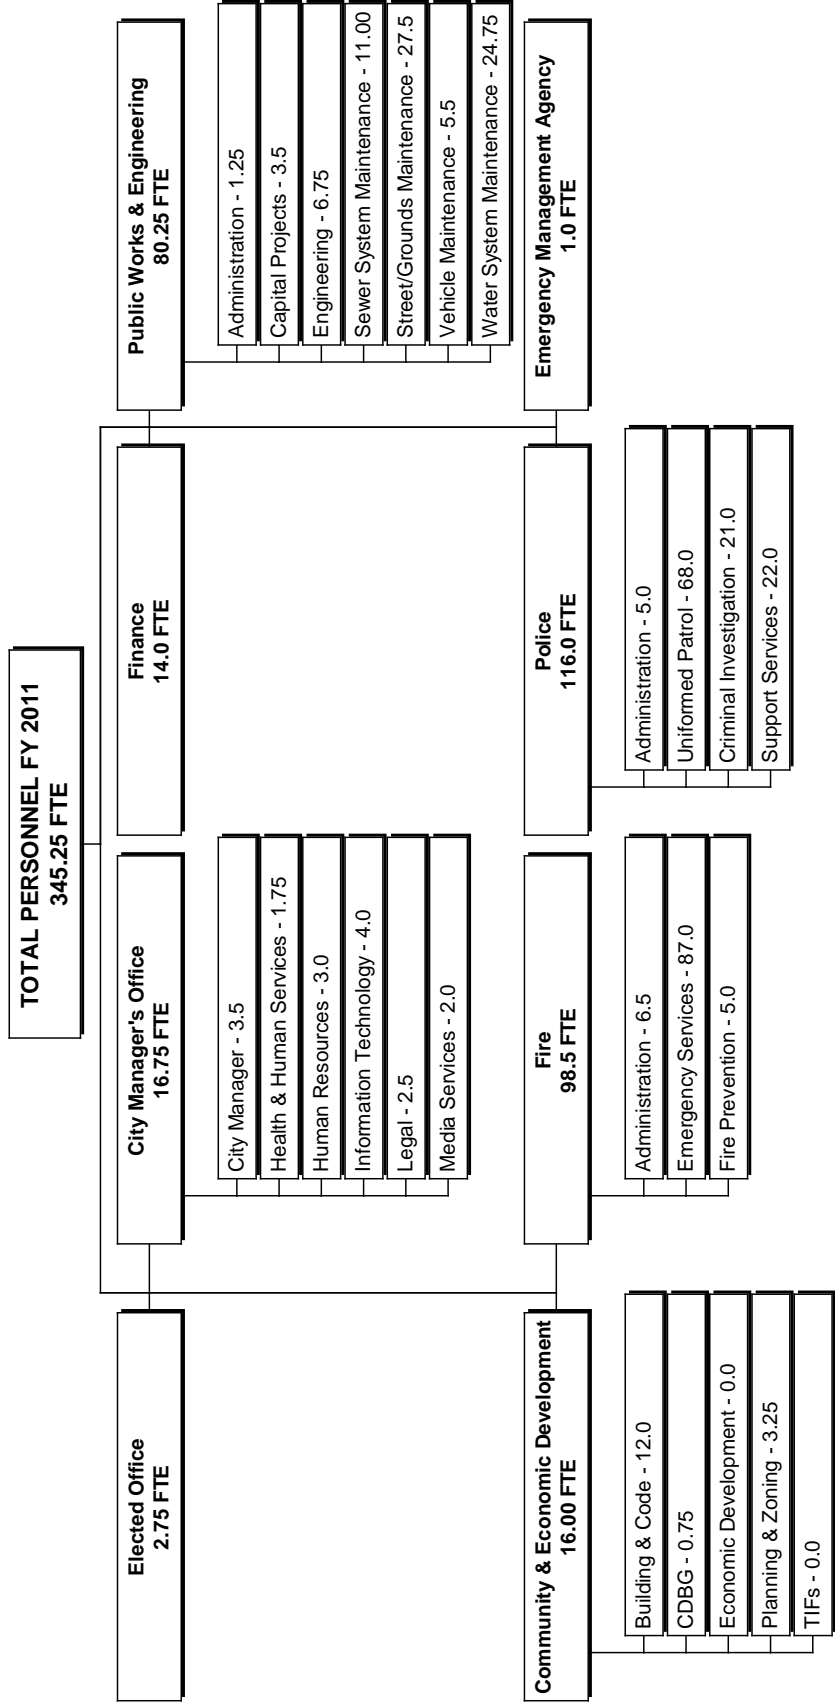 TOTAL PERSONNEL FY 2011
345.25 FTE
Elected Office
2.75 FTE
City Manager's Office
16.75 FTE
City Manager - 3.5
Health & Human Services - 1.75
Human Resources - 3.0
Information Technology - 4.0
Legal - 2.5
Media Services - 2.0
Finance
14.0 FTE
Public Works & Engineering
80.25 FTE
Administration - 1.25
Capital Projects - 3.5
Engineering - 6.75
Sewer System Maintenance - 11.00
Street/Grounds Maintenance - 27.5
Vehicle Maintenance - 5.5
Water System Maintenance - 24.75
Community & Economic Development
16.00 FTE
Building & Code - 12.0
CDBG - 0.75
Economic Development - 0.0
Planning & Zoning - 3.25
TIFs - 0.0
Fire
98.5 FTE
Administration - 6.5
Emergency Services - 87.0
Fire Prevention - 5.0
Police
116.0 FTE
Administration - 5.0
Uniformed Patrol - 68.0
Criminal Investigation - 21.0
Support Services - 22.0
Emergency Management Agency
1.0 FTE